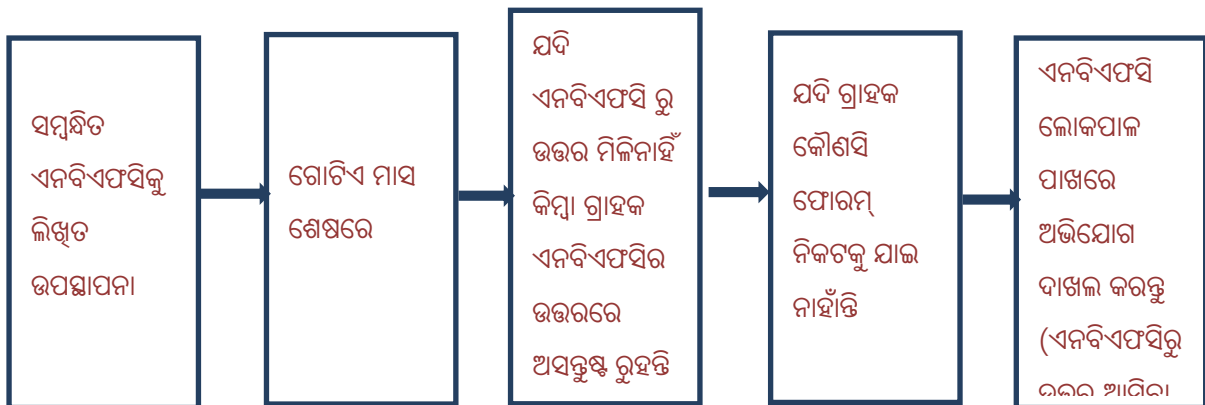 ସମ୍ବନ୍ଧିତ
ଏନବିଏଫସିକୁ
ଲିଖିତ
ଉପସ୍ଥାପନା
ଗୋଟିଏ ମାସ
ଶେଷରେ
ଯଦି
ଏନବିଏଫସି ରୁ
ଉତ୍ତର ମିଳିନାହିଁ
କିମ୍ବା ଗ୍ରାହକ
ଏନବିଏଫସିର
ଉତ୍ତରରେ
ଅସନ୍ତୁଷ୍ଟ ରୁହନ୍ତି
ଯଦି ଗ୍ରାହକ
କୌଣସି
ଫୋରମ୍
ନିକଟକୁ ଯାଇ
ନାହାଁନ୍ତି
ଏନବିଏଫସି
ଲୋକପାଳ
ପାଖରେ
ଅଭିଯୋଗ
ଦାଖଲ କରନ୍ତୁ
(ଏନବିଏଫସିରୁ